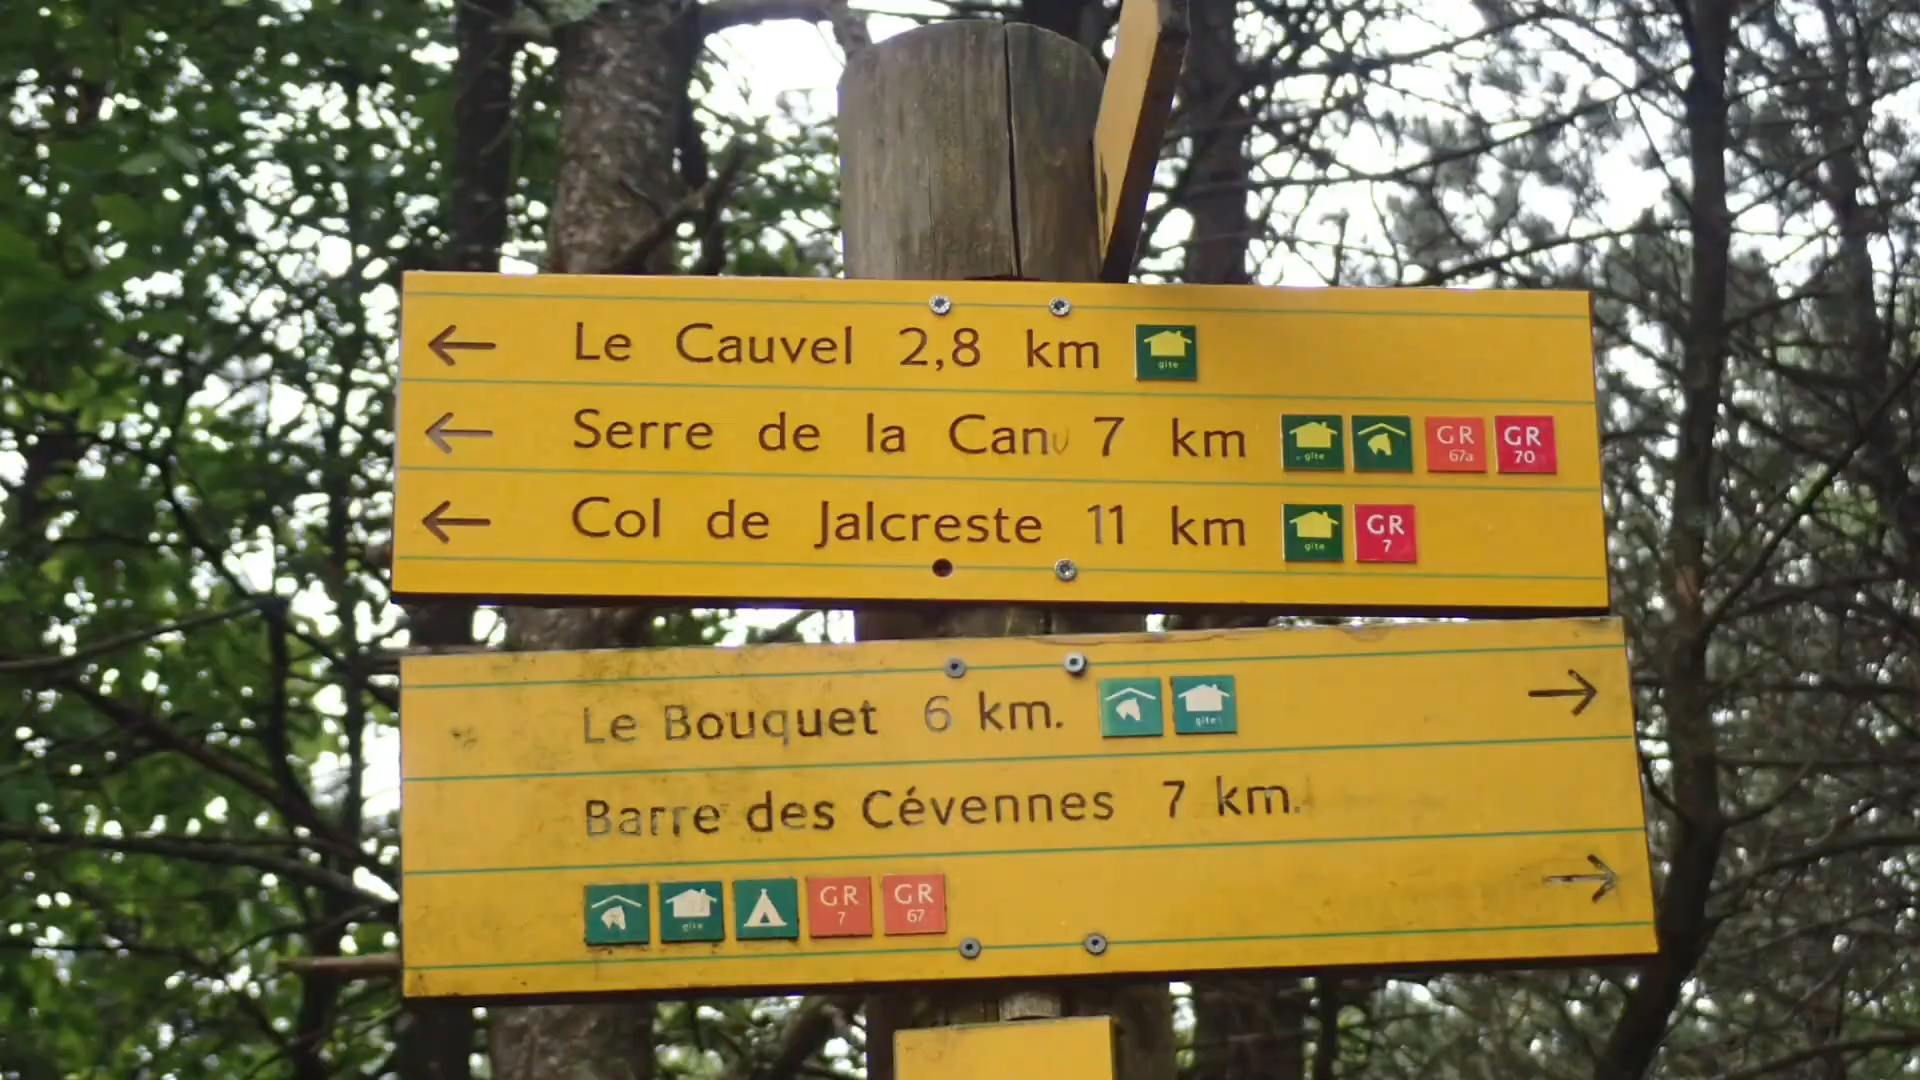 ← Le Cauvel 2,8 km gîte
← Serre de la Can 7 km gîte GR 67a GR 70
← Col de Jalcreste 11 km gîte GR 7
Le Bouquet 6 km. gîte →
Barre des Cévennes 7 km.
gîte GR 7 GR 67 →